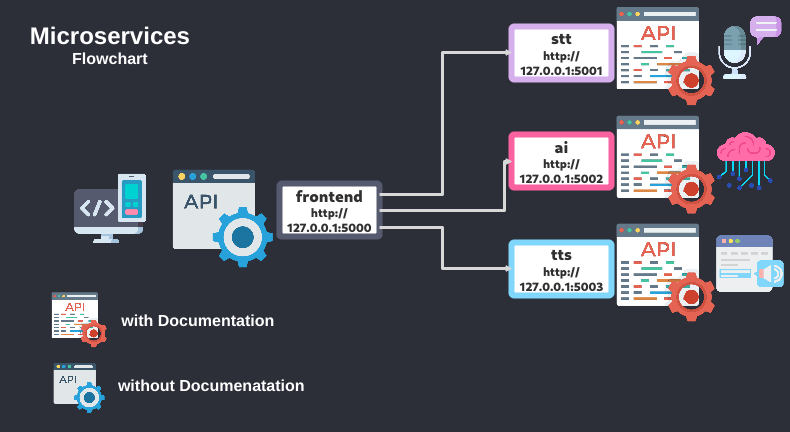 Microservices
Flowchart
stt
http://
127.0.0.1:5001
API
ai
http://
127.0.0.1:5002
API
API
frontend
http://
127.0.0.1:5000
tts
http://
127.0.0.1:5003
API
API
with Documentation
API
without Documenatation